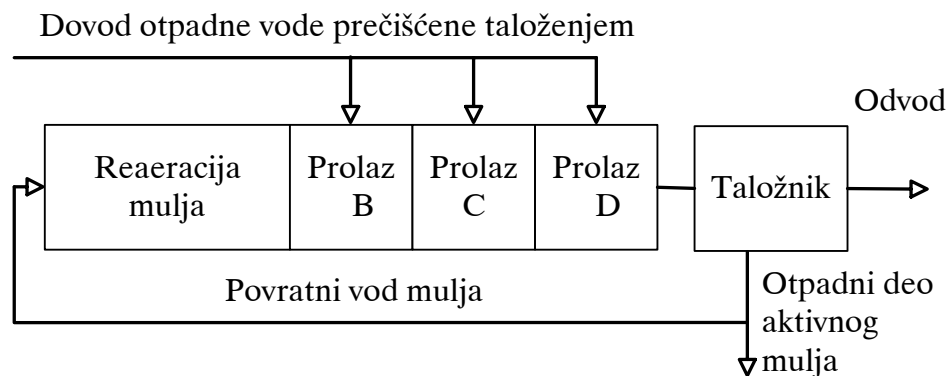 Dovod otpadne vode prečišćene taloženjem
Odvod
Reaeracija
mulja
Prolaz
B
Prolaz
C
Prolaz
D
Taložnik
Povratni vod mulja
Otpadni deo
aktivnog
mulja